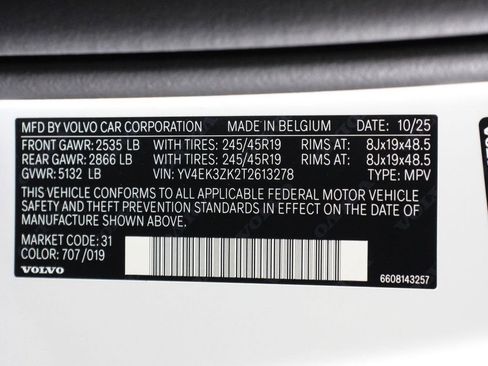 MFD BY VOLVO CAR CORPORATION MADE IN BELGIUM DATE: 10/25
FRONT GAWR: 2535 LB WITH TIRES: 245/45R19 RIMS AT: 8Jx19x48.5
REAR GAWR: 2866 LB WITH TIRES: 245/45R19 RIMS AT: 8Jx19x48.5
GVWR: 5132 LB VIN: YV4EK3ZK2T2613278 TYPE: MPV
THIS VEHICLE CONFORMS TO ALL APPLICABLE FEDERAL MOTOR VEHICLE
SAFETY AND THEFT PREVENTION STANDARDS IN EFFECT ON THE DATE
OF MANUFACTURE SHOWN ABOVE.
MARKET CODE: 31
COLOR: 707/019
VOLVO
6608143257